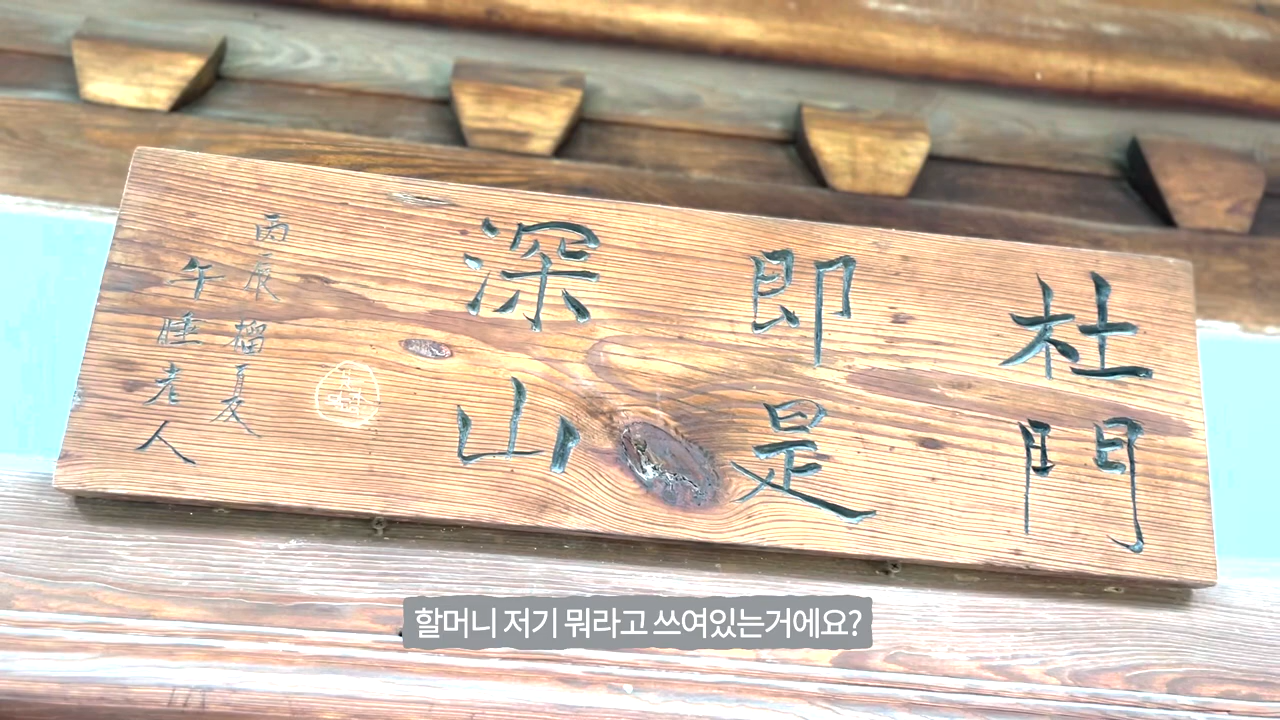 杜門
即是
深山
丙辰榴夏
午睡老人
할머니 저기 뭐라고 쓰여있는거에요?